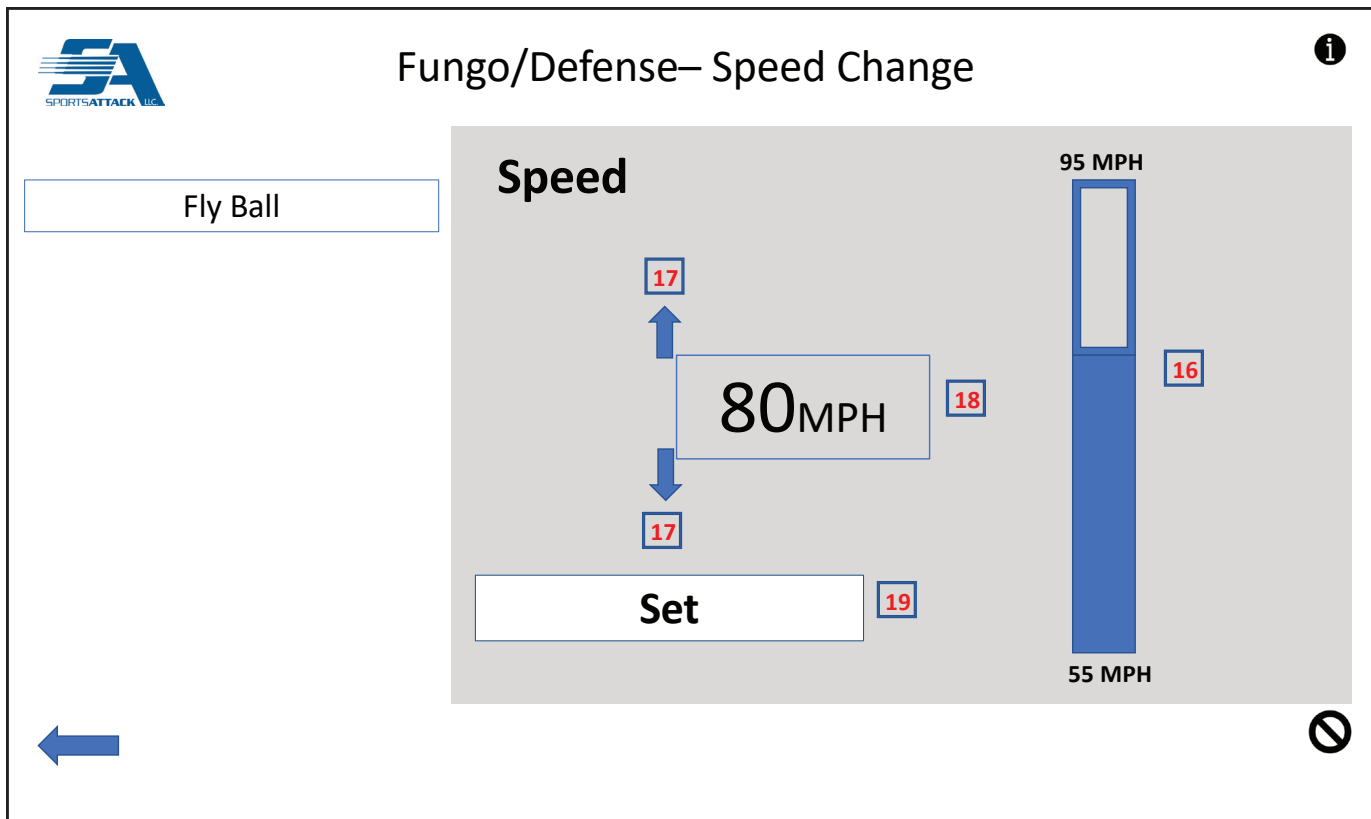 SA
SPORTSATTACK LLC.
Fungo/Defense– Speed Change
i
Fly Ball
Speed
95 MPH
17
16
80MPH
18
17
Set
19
55 MPH